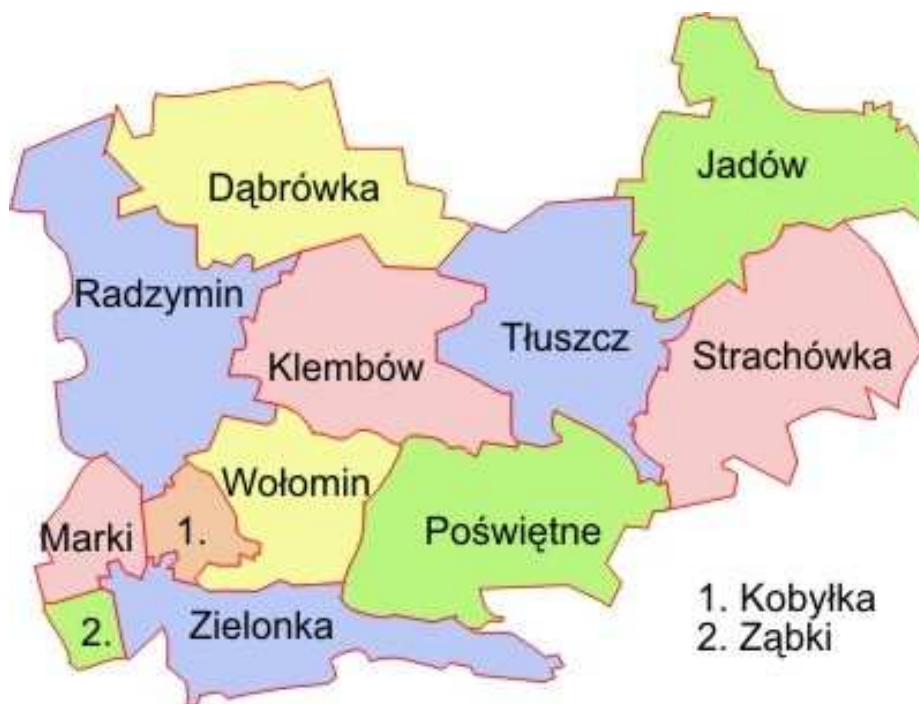 Dąbrówka
Jadów
Radzymin
Klembów
Tłuszcz
Strachówka
Wołomin
Marki
1.
Poświętne
2.
Zielonka
1. Kobyłka
2. Ząbki